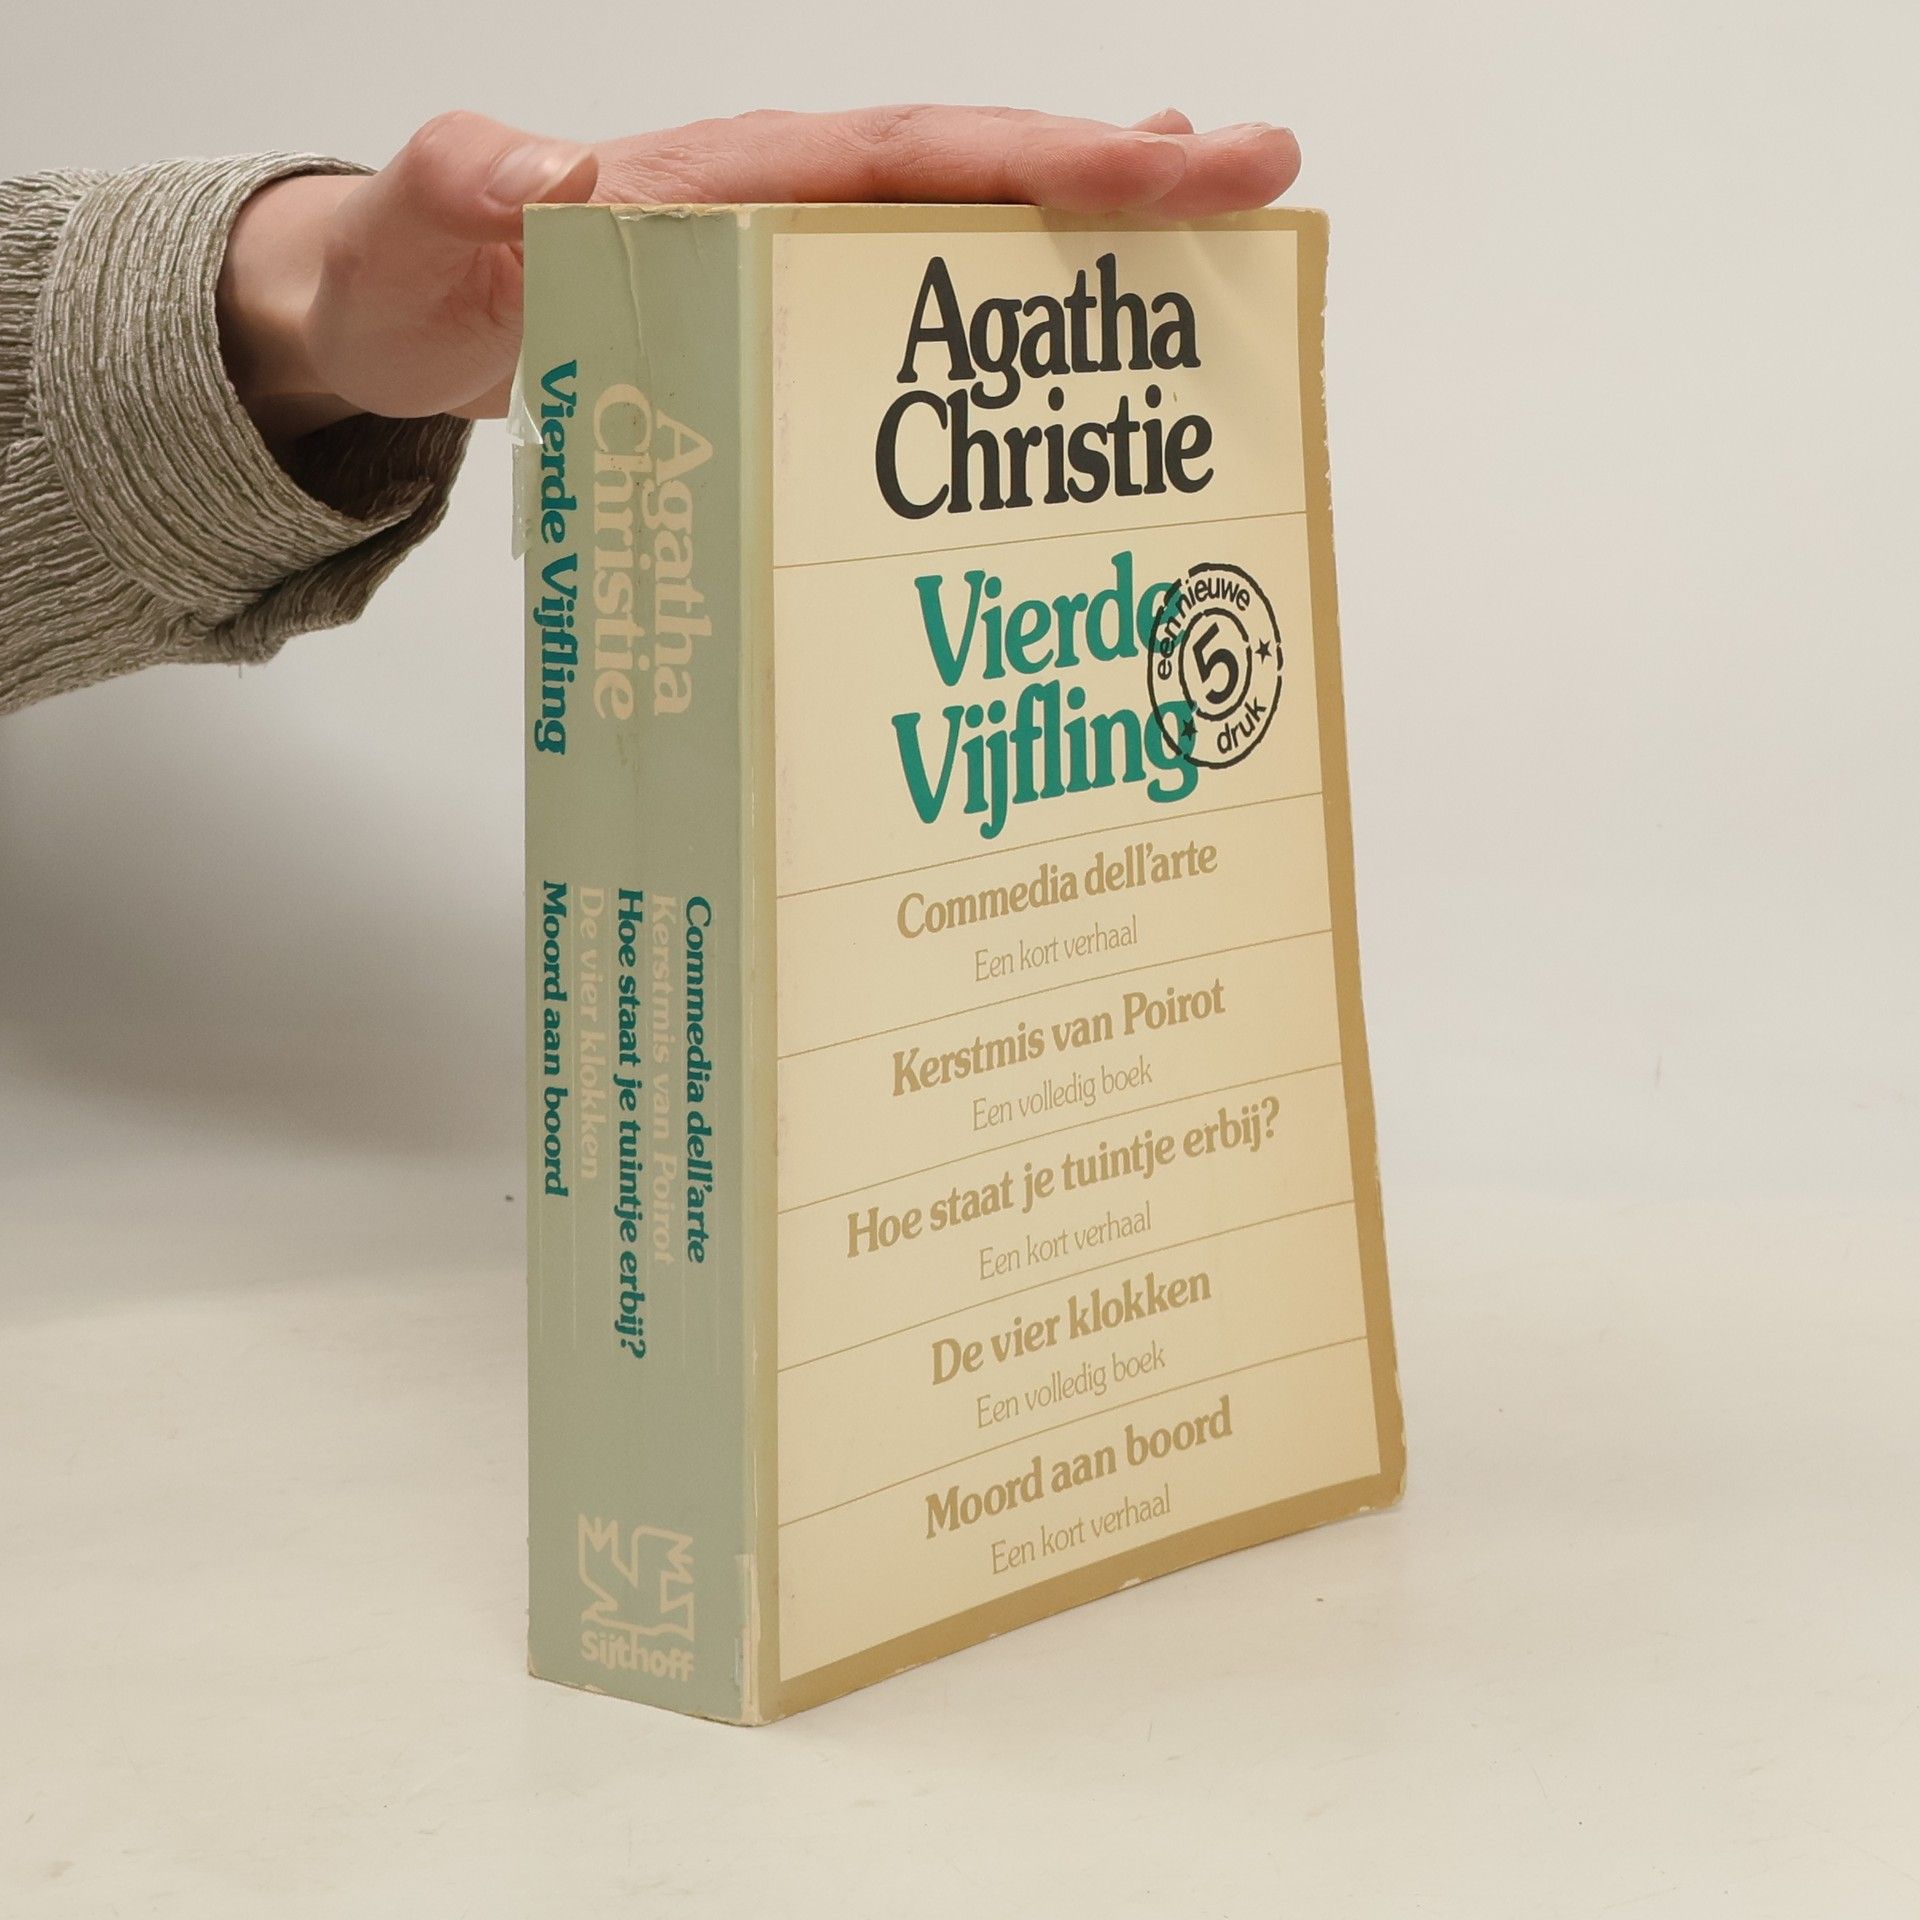 Agatha
Christie
Vierde
Vijfling
een nieuwe
5
druk
Commedia dell'arte
Een kort verhaal
Kerstmis van Poirot
Een volledig boek
Hoe staat je tuintje erbij?
Een kort verhaal
De vier klokken
Een volledig boek
Moord aan boord
Een kort verhaal
Agatha
Christie
Vierde Vijfling
Commedia dell'arte
Kerstmis van Poirot
Hoe staat je tuintje erbij?
De vier klokken
Moord aan boord
Sijthoff